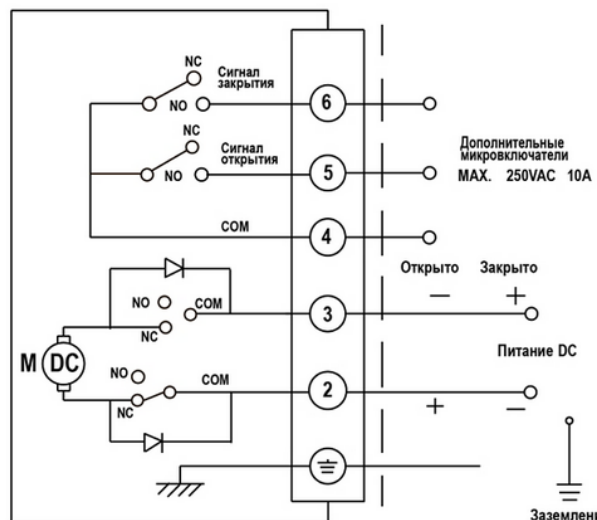 NC
Сигнал
закрытия
NO
6
NC
Сигнал
открытия
NO
5
Дополнительные
микровключатели
MAX. 250VAC 10A
COM
4
Открыто Закрыто
− +
NO
COM
3
NC
Питание DC
M DC
NO
COM
2
NC
+ −
Заземлени